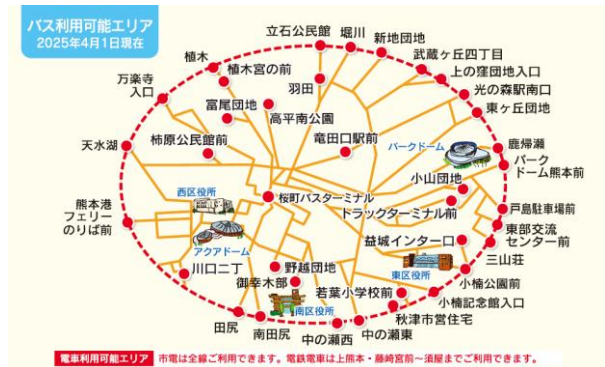 バス利用可能エリア
2025年4月1日現在
立石公民館
堀川
新地団地
武蔵ヶ丘四丁目
上の窪団地入口
光の森駅南口
東ヶ丘団地
植木
植木宮の前
羽田
万楽寺
入口
富尾団地
高平南公園
天水湖
柿原公民館前
竜田口駅前
パークドーム
鹿帰瀬
パーク
ドーム熊本前
小山団地
西区役所
桜町バスターミナル
トラックターミナル前
戸島駐車場前
熊本港
フェリー
のりば前
アクアドーム
益城インター口
東部交流
センター前
三山荘
川口二丁
野越団地
御幸木部
東区役所
若葉小学校前
小楠公園前
小楠記念館入口
田尻
南田尻
南区役所
中の瀬西
中の瀬東
秋津市営住宅
電車利用可能エリア 市電は全線ご利用できます。電鉄電車は上熊本・藤崎宮前〜須屋までご利用できます。